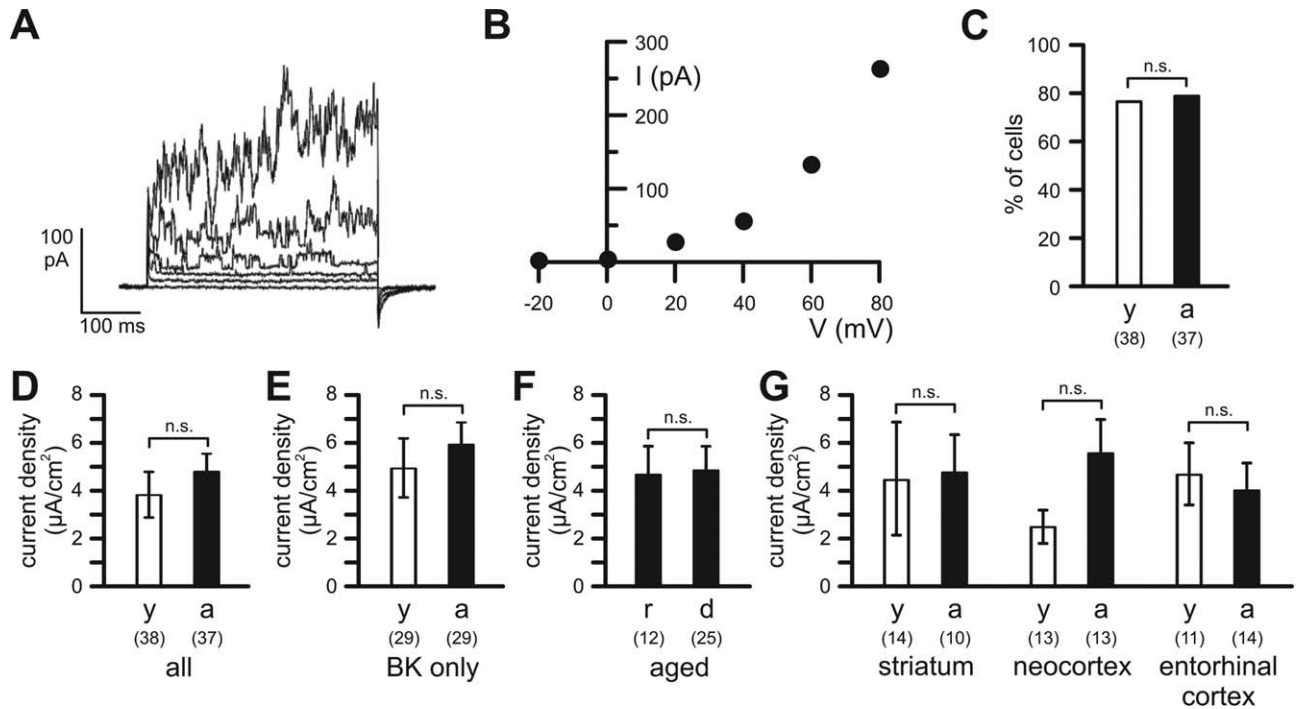 A
100
pA
100 ms
B
300
I (pA)
200
100
-20
0
20
40
60
80
V (mV)
C
100
80
60
40
20
0
% of cells
n.s.
y
a
(38)
(37)
D
8
6
4
2
0
current density
(µA/cm²)
n.s.
y
a
(38)
(37)
all
E
8
6
4
2
0
current density
(µA/cm²)
n.s.
y
a
(29)
(29)
BK only
F
8
6
4
2
0
current density
(µA/cm²)
n.s.
r
d
(12)
(25)
aged
G
8
6
4
2
0
current density
(µA/cm²)
n.s.
n.s.
n.s.
y
a
y
a
y
a
(14)
(10)
(13)
(13)
(11)
(14)
striatum
neocortex
entorhinal
cortex